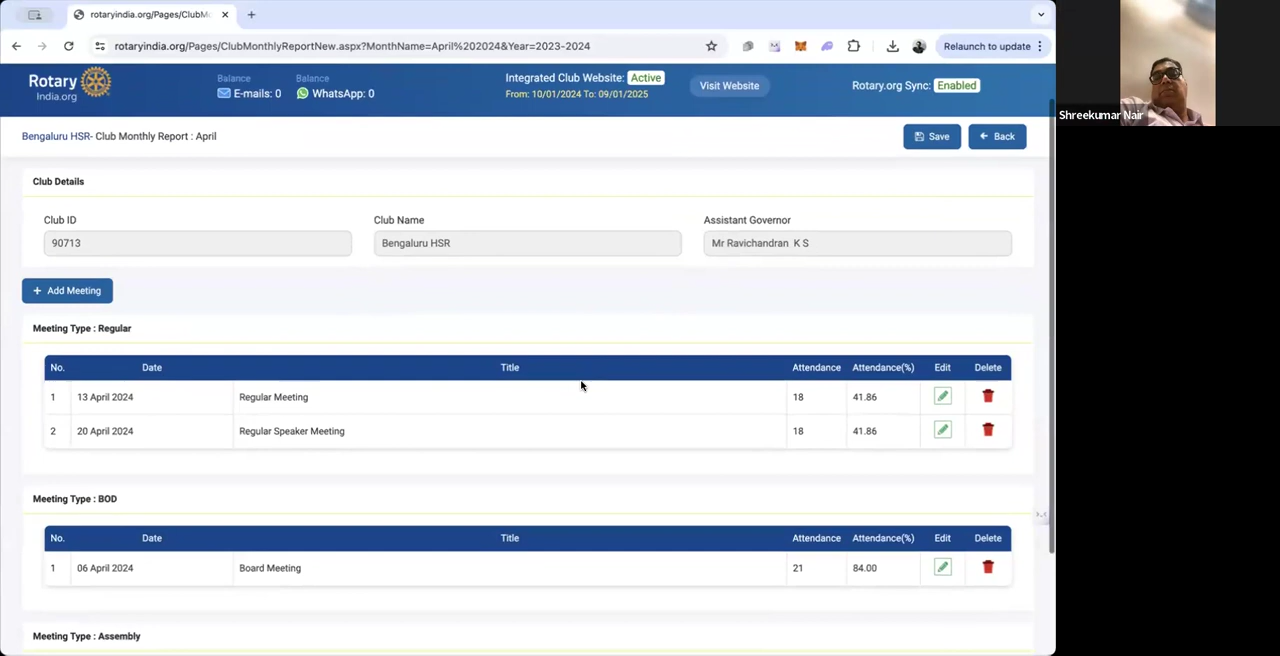 rotaryindia.org/Pages/ClubMo
rotaryindia.org/Pages/ClubMonthlyReportNew.aspx?MonthName=April%202024&Year=2023-2024
Relaunch to update
Rotary
India.org
Balance
E-mails: 0
Balance
WhatsApp: 0
Integrated Club Website: Active
From: 10/01/2024 To: 09/01/2025
Visit Website
Rotary.org Sync: Enabled
Shreekumar Nair
Bengaluru HSR- Club Monthly Report : April
Save
Back
Club Details
Club ID Club Name Assistant Governor
90713 Bengaluru HSR Mr Ravichandran K S
+ Add Meeting
Meeting Type : Regular
No. Date Title Attendance Attendance(%) Edit Delete
1 13 April 2024 Regular Meeting 18 41.86
2 20 April 2024 Regular Speaker Meeting 18 41.86
Meeting Type : BOD
No. Date Title Attendance Attendance(%) Edit Delete
1 06 April 2024 Board Meeting 21 84.00
Meeting Type : Assembly